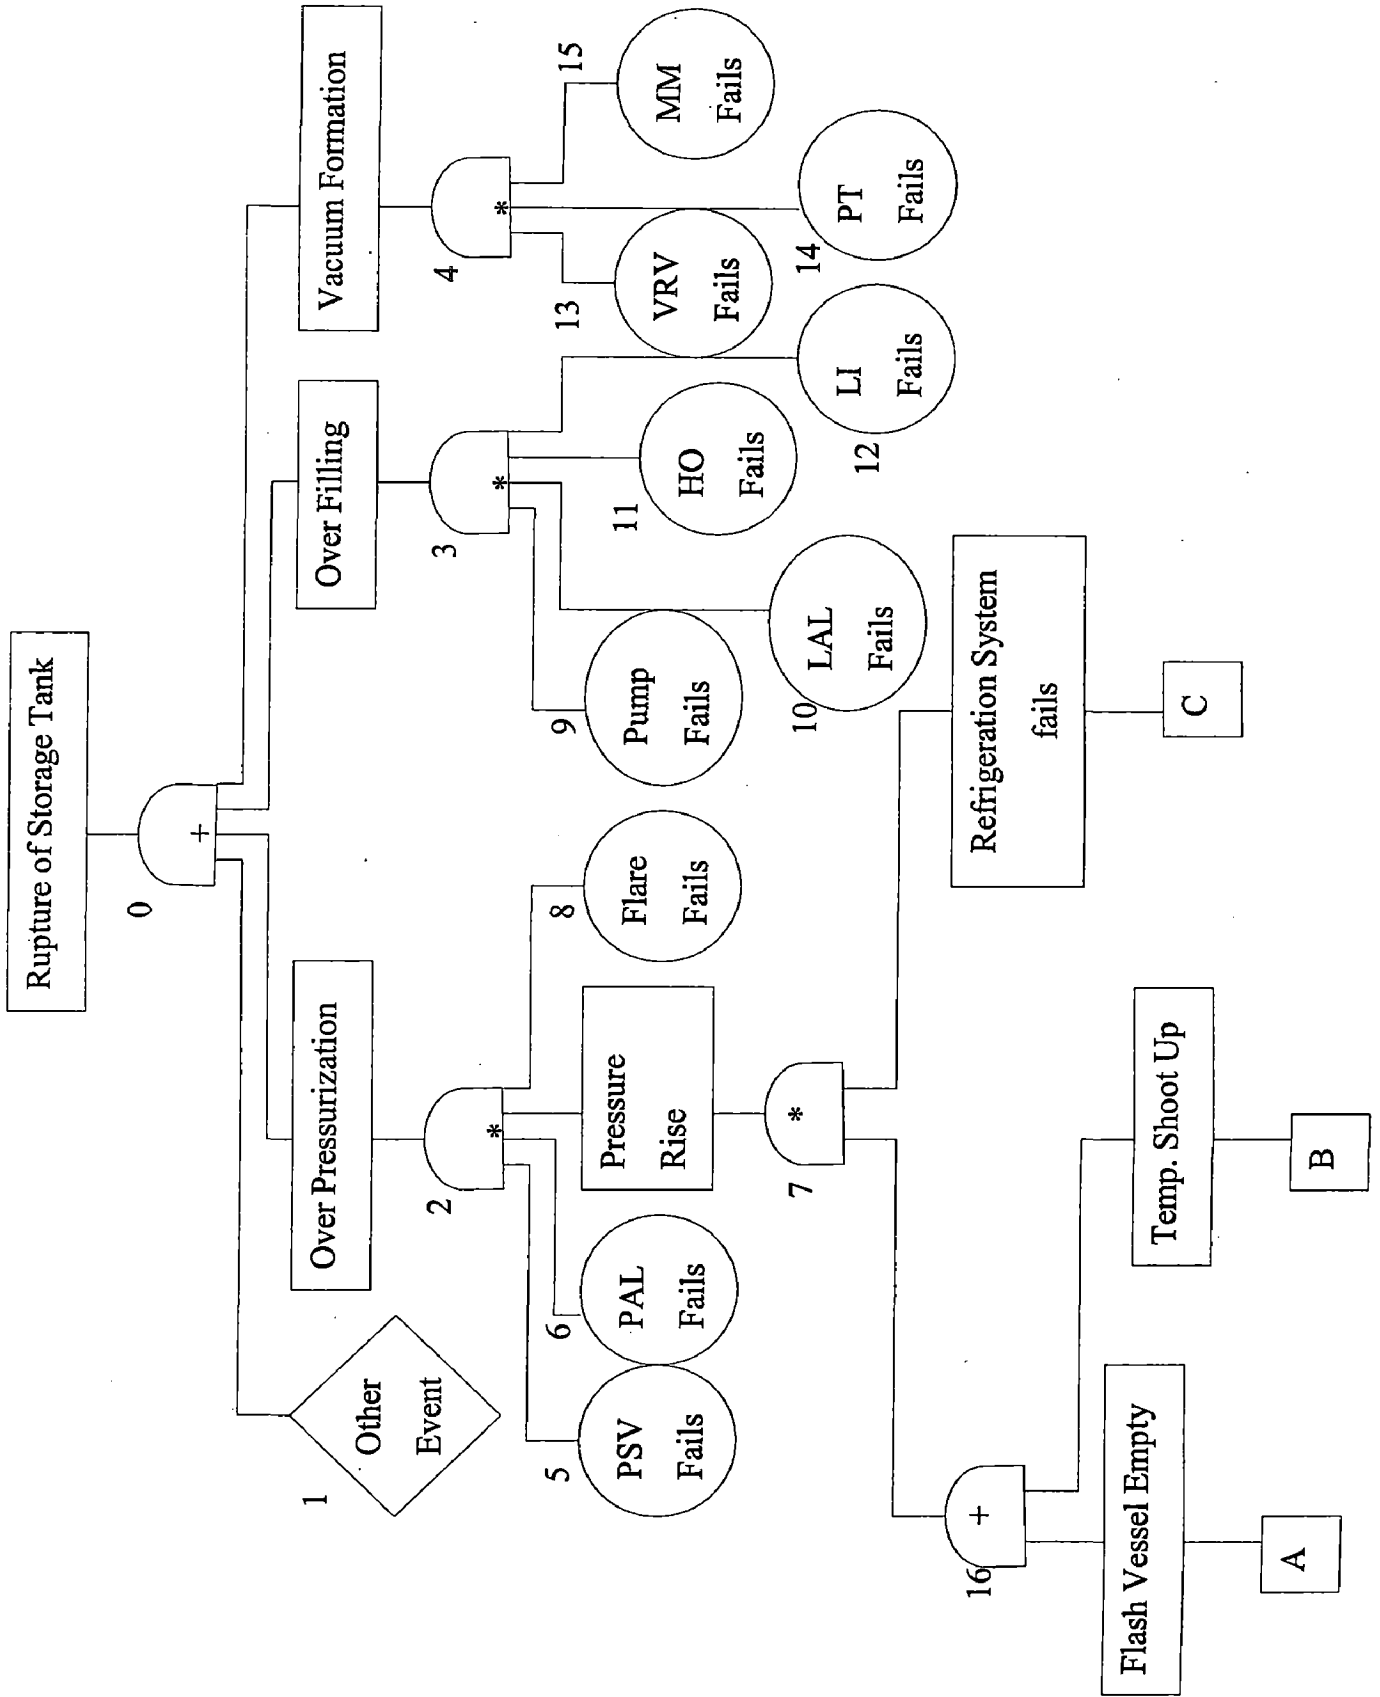 Rupture of Storage Tank
0
+
1
Other
Event
Over Pressurization
Over Filling
Vacuum Formation
2
*
3
*
4
*
5
PSV
Fails
6
PAL
Fails
Pressure
Rise
8
Flare
Fails
9
Pump
Fails
10
LAL
Fails
11
HO
Fails
12
LI
Fails
13
VRV
Fails
14
PT
Fails
15
MM
Fails
7
*
16
+
Refrigeration System
fails
C
Flash Vessel Empty
A
Temp. Shoot Up
B